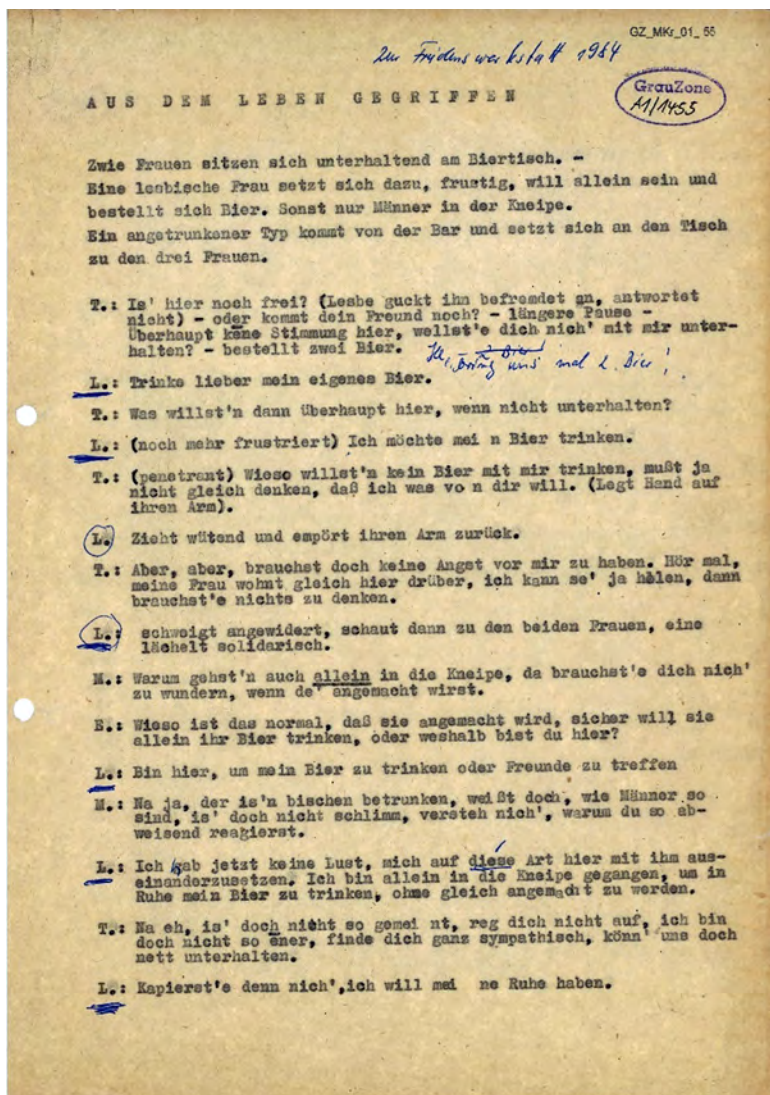 GZ_MKr_01_ 55
Zur Friedenswerkstatt 1984
GrauZone
A1/1455
AUS DEM LEBEN GEGRIFFEN
Zwie Frauen sitzen sich unterhaltend am Biertisch. -
Eine lesbische Frau setzt sich dazu, frustig, will allein sein und
bestellt sich Bier. Sonst nur Männer in der Kneipe.
Ein angetrunkener Typ kommt von der Bar und setzt sich an den Tisch
zu den drei Frauen.
T.: Is' hier noch frei? (Lesbe guckt ihn befremdet an, antwortet
nicht) - oder kommt dein Freund noch? - längere Pause -
Überhaupt kene Stimmung hier, wollst'e dich nich' mit mir unter-
halten? - bestellt zwei Bier.
2 Bier
bring uns mal 2 Bier!
L.: Trinke lieber mein eigenes Bier.
T.: Was willst'n dann überhaupt hier, wenn nicht unterhalten?
L.: (noch mehr frustriert) Ich möchte mei n Bier trinken.
T.: (penetrant) Wieso willst'n kein Bier mit mir trinken, mußt ja
nicht gleich denken, daß ich was vo n dir will. (Legt Hand auf
ihren Arm).
L. Zieht wütend und empört ihren Arm zurück.
T.: Aber, aber, brauchst doch keine Angst vor mir zu haben. Hör mal,
meine Frau wohnt gleich hier drüber, ich kann se' ja holen, dann
brauchst'e nichts zu denken.
L.: schweigt angewidert, schaut dann zu den beiden Frauen, eine
lächelt solidarisch.
M.: Warum gehst'n auch allein in die Kneipe, da brauchst'e dich nich'
zu wundern, wenn de' angemacht wirst.
E.: Wieso ist das normal, daß sie angemacht wird, sicher will sie
allein ihr Bier trinken, oder weshalb bist du hier?
L.: Bin hier, um mein Bier zu trinken oder Freunde zu treffen
M.: Na ja, der is'n bischen betrunken, weißt doch, wie Männer so
sind, is' doch nicht schlimm, versteh nich', warum du so ab-
weisend reagierst.
L.: Ich hab jetzt keine Lust, mich auf diese Art hier mit ihm aus-
einanderzusetzen. Ich bin allein in die Kneipe gegangen, um in
Ruhe mein Bier zu trinken, ohne gleich angemacht zu werden.
T.: Na eh, is' doch nicht so gemei nt, reg dich nicht auf, ich bin
doch nicht so ener, finde dich ganz sympathisch, könn' uns doch
nett unterhalten.
L.: Kapierst'e denn nich',ich will mei ne Ruhe haben.